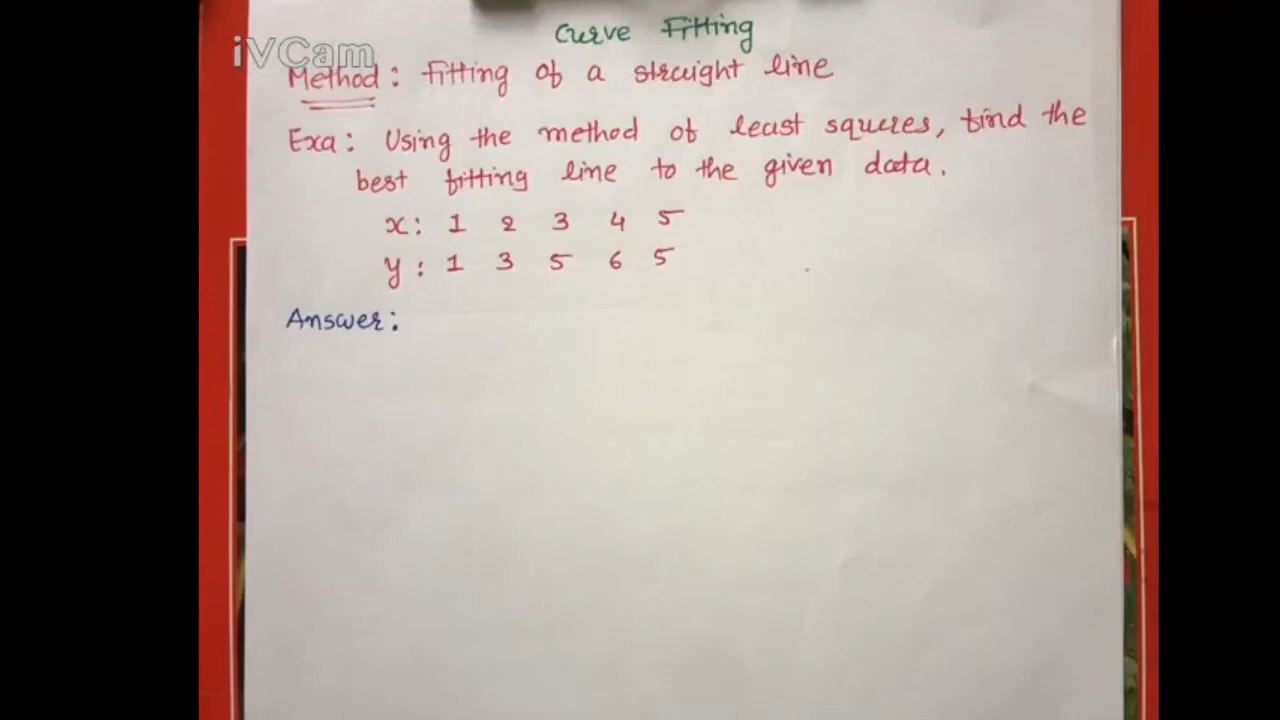 Curve Fitting
iVCam
Method: Fitting of a straight line
Exa: Using the method of least squares, find the
best fitting line to the given data.
x: 1 2 3 4 5
y: 1 3 5 6 5
Answer: